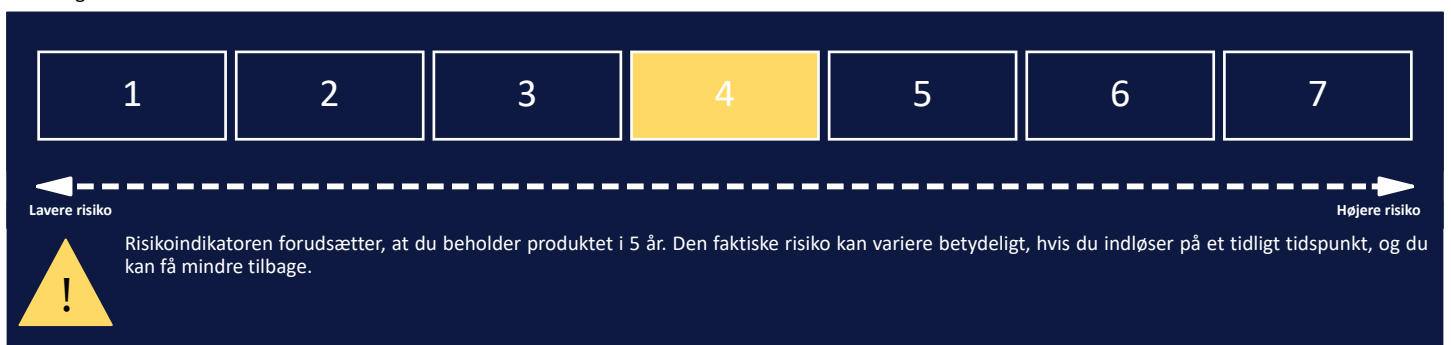 1 2 3 4 5 6 7
Lavere risiko Højere risiko
Risikoindikatoren forudsætter, at du beholder produktet i 5 år. Den faktiske risiko kan variere betydeligt, hvis du indløser på et tidligt tidspunkt, og du
kan få mindre tilbage.
!